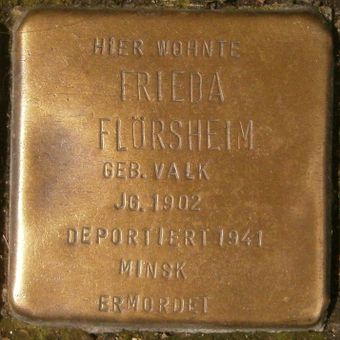 HIER WOHNTE
FRIEDA
FLÖRSHEIM
GEB. VALK
JG. 1902
DEPORTIERT 1941
MINSK
ERMORDET